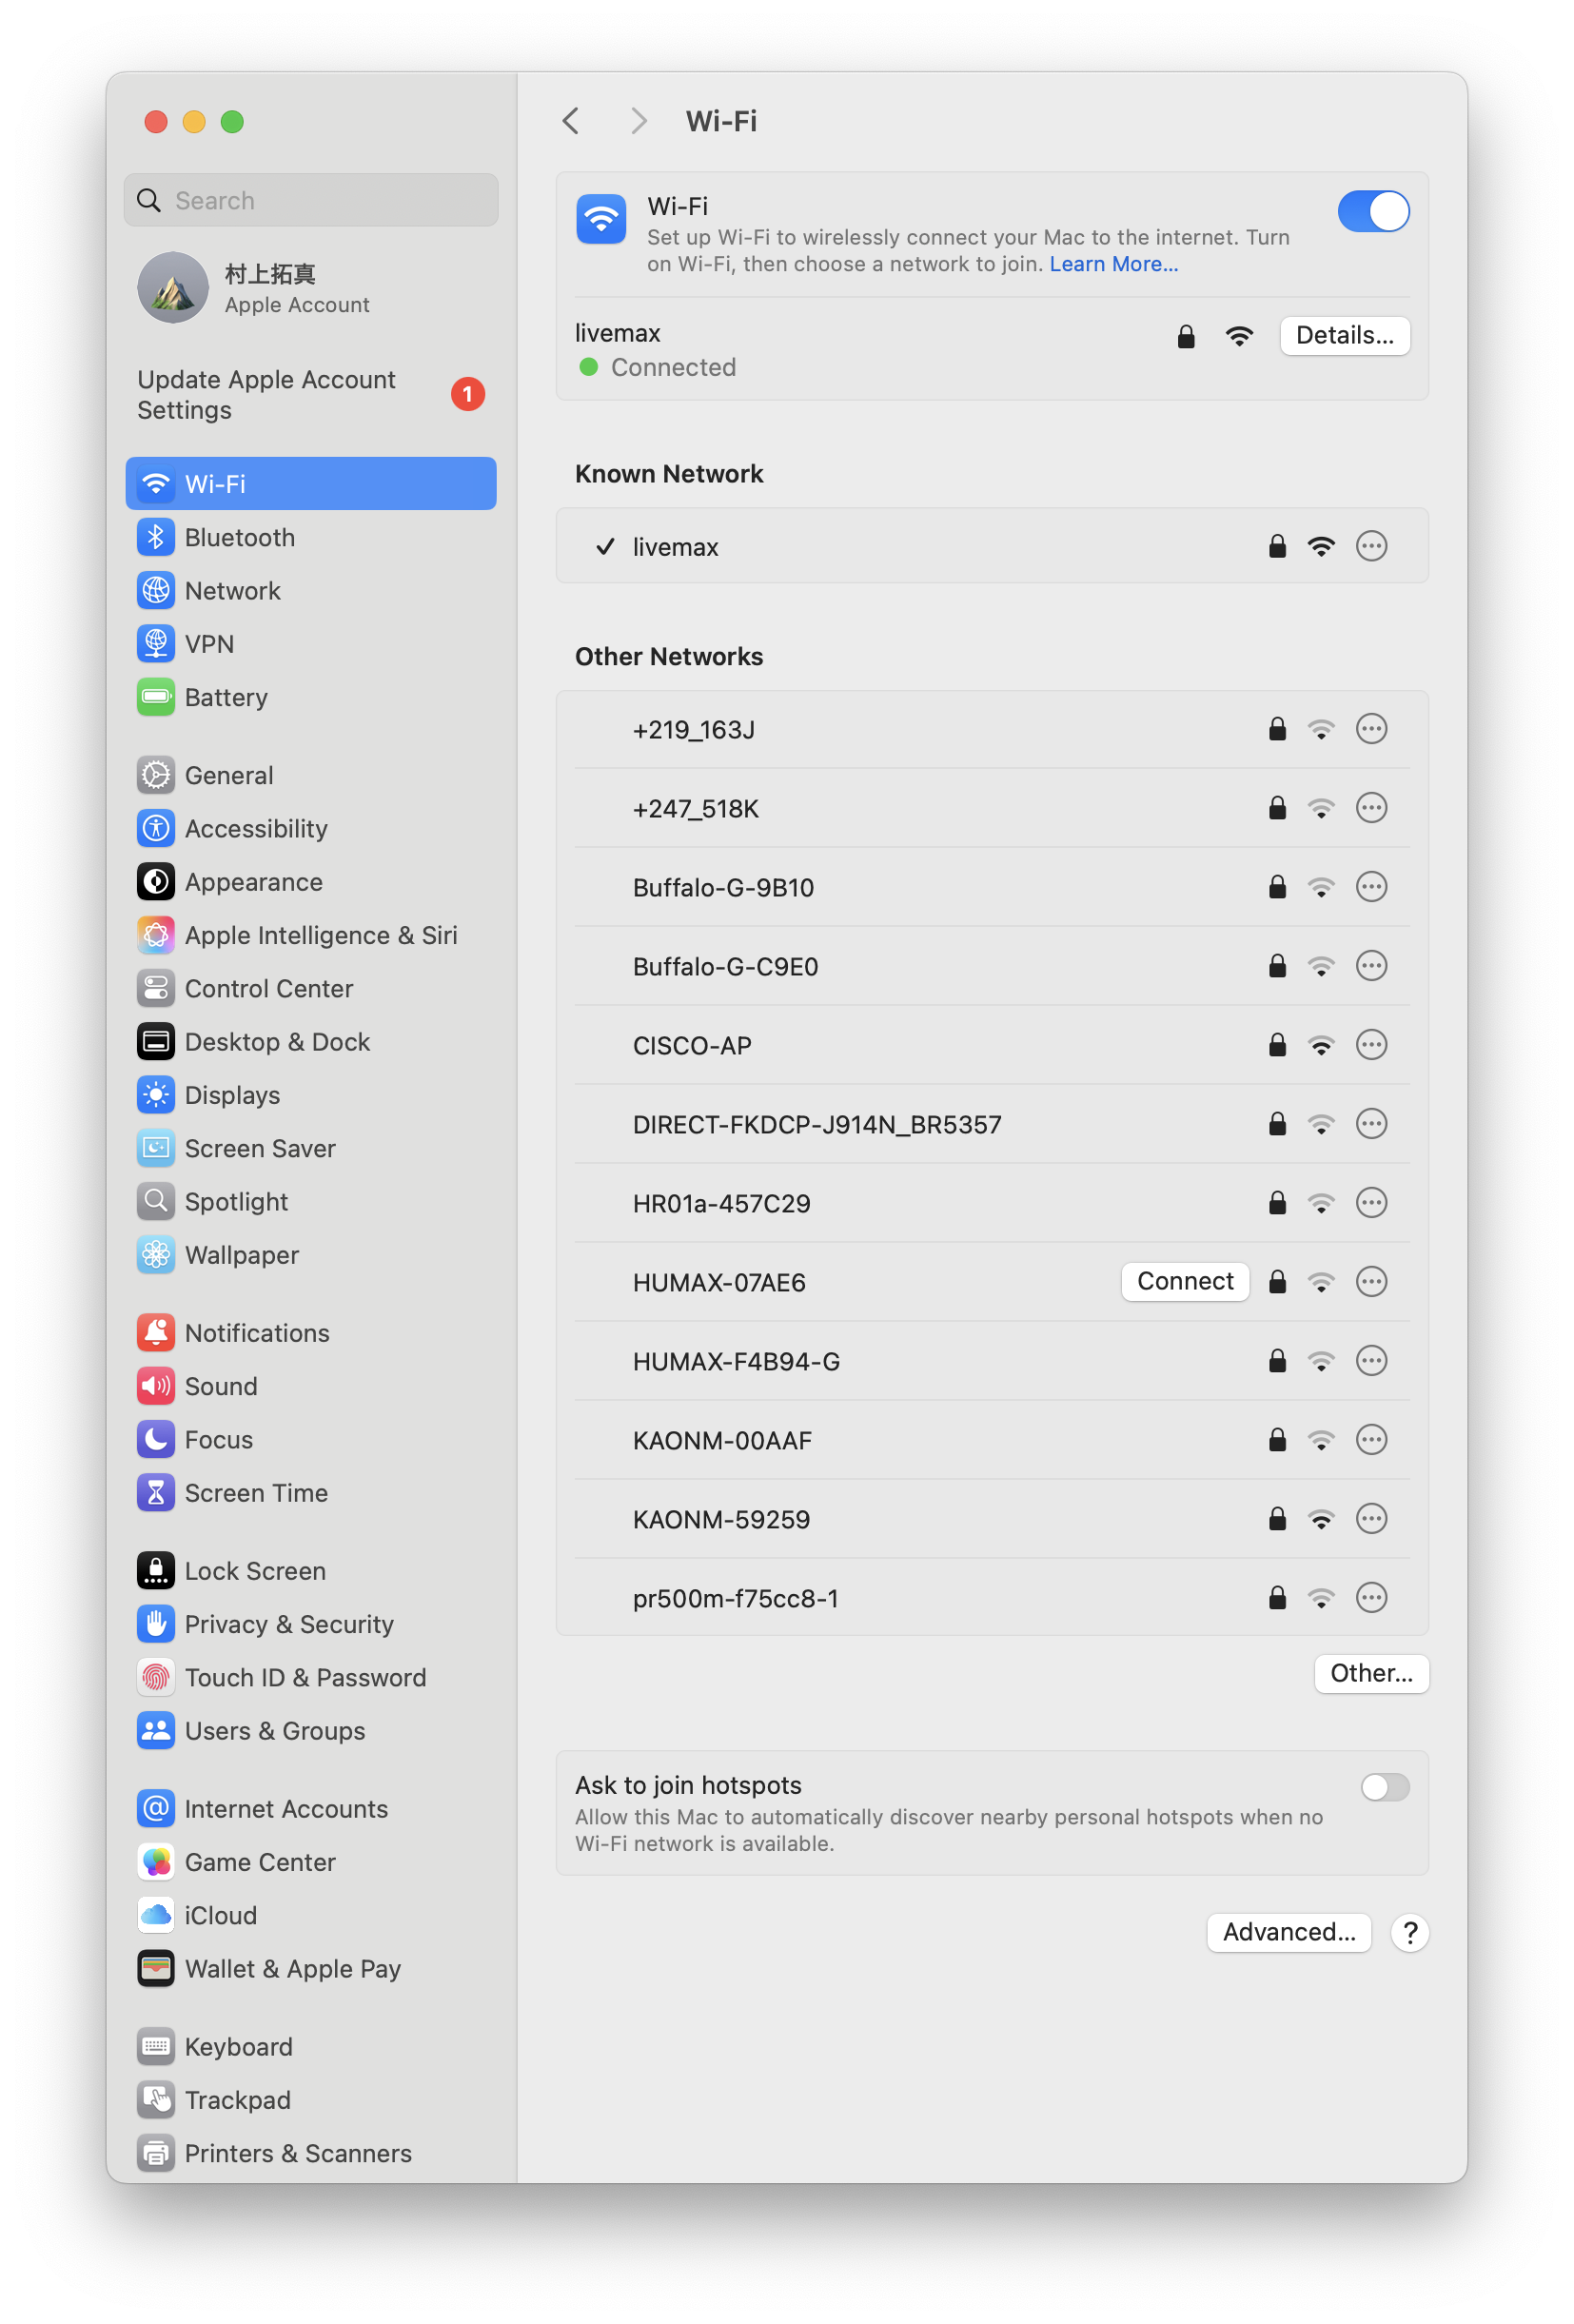 Search
村上拓真
Apple Account
Update Apple Account
Settings
1
Wi-Fi
Bluetooth
Network
VPN
Battery
General
Accessibility
Appearance
Apple Intelligence & Siri
Control Center
Desktop & Dock
Displays
Screen Saver
Spotlight
Wallpaper
Notifications
Sound
Focus
Screen Time
Lock Screen
Privacy & Security
Touch ID & Password
Users & Groups
Internet Accounts
Game Center
iCloud
Wallet & Apple Pay
Keyboard
Trackpad
Printers & Scanners
Wi-Fi
Wi-Fi
Set up Wi-Fi to wirelessly connect your Mac to the internet. Turn
on Wi-Fi, then choose a network to join. Learn More...
livemax
Connected
Details...
Known Network
livemax
Other Networks
+219_163J
+247_518K
Buffalo-G-9B10
Buffalo-G-C9E0
CISCO-AP
DIRECT-FKDCP-J914N_BR5357
HR01a-457C29
HUMAX-07AE6 Connect
HUMAX-F4B94-G
KAONM-00AAF
KAONM-59259
pr500m-f75cc8-1
Other...
Ask to join hotspots
Allow this Mac to automatically discover nearby personal hotspots when no
Wi-Fi network is available.
Advanced... ?